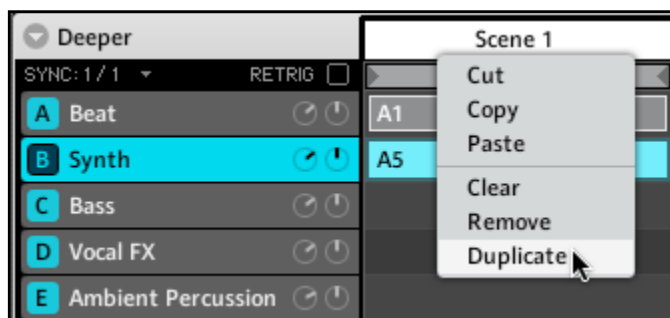 Deeper
Scene 1
SYNC: 1 / 1
RETRIG
Cut
A Beat
A1
Copy
Paste
B Synth
A5
Clear
C Bass
Remove
D Vocal FX
Duplicate
E Ambient Percussion